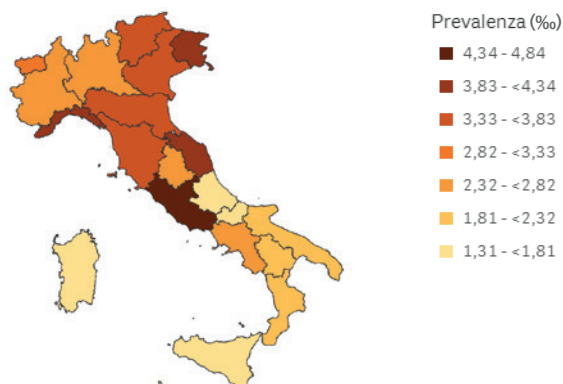 Prevalenza (‰)
4,34 - 4,84
3,83 - <4,34
3,33 - <3,83
2,82 - <3,33
2,32 - <2,82
1,81 - <2,32
1,31 - <1,81